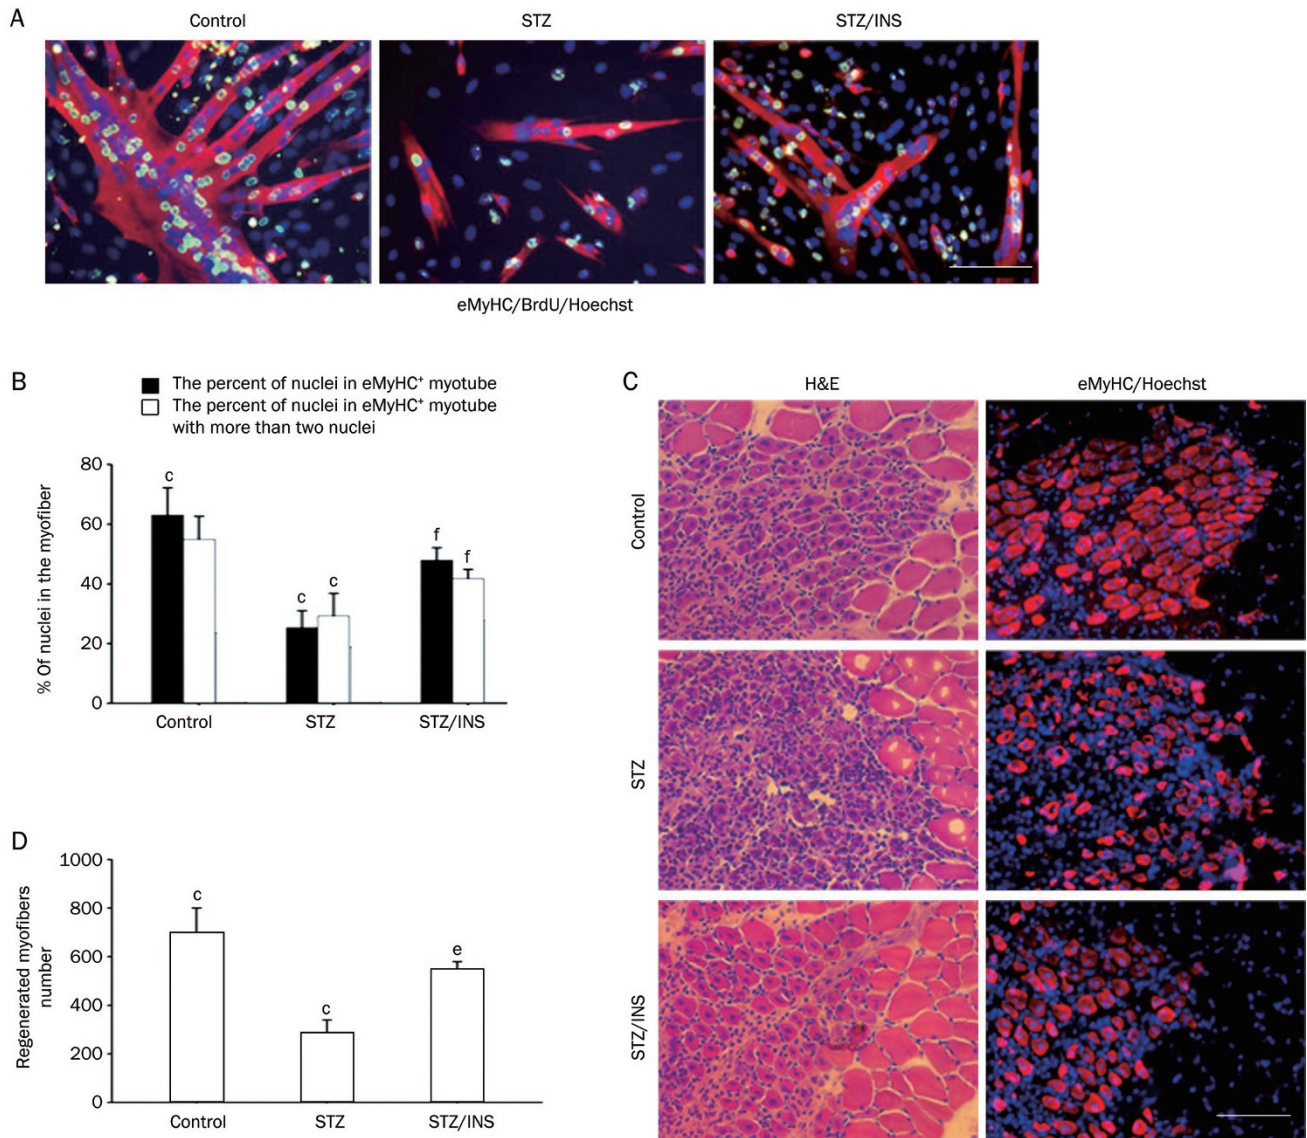 A
Control
STZ
STZ/INS
eMyHC/BrdU/Hoechst
B
The percent of nuclei in eMyHC⁺ myotube
The percent of nuclei in eMyHC⁺ myotube
with more than two nuclei
% Of nuclei in the myofiber
80
60
40
20
0
c
c
c
f
f
Control
STZ
STZ/INS
C
H&E
eMyHC/Hoechst
Control
STZ
STZ/INS
D
Regenerated myofibers
number
1000
800
600
400
200
0
c
c
e
Control
STZ
STZ/INS